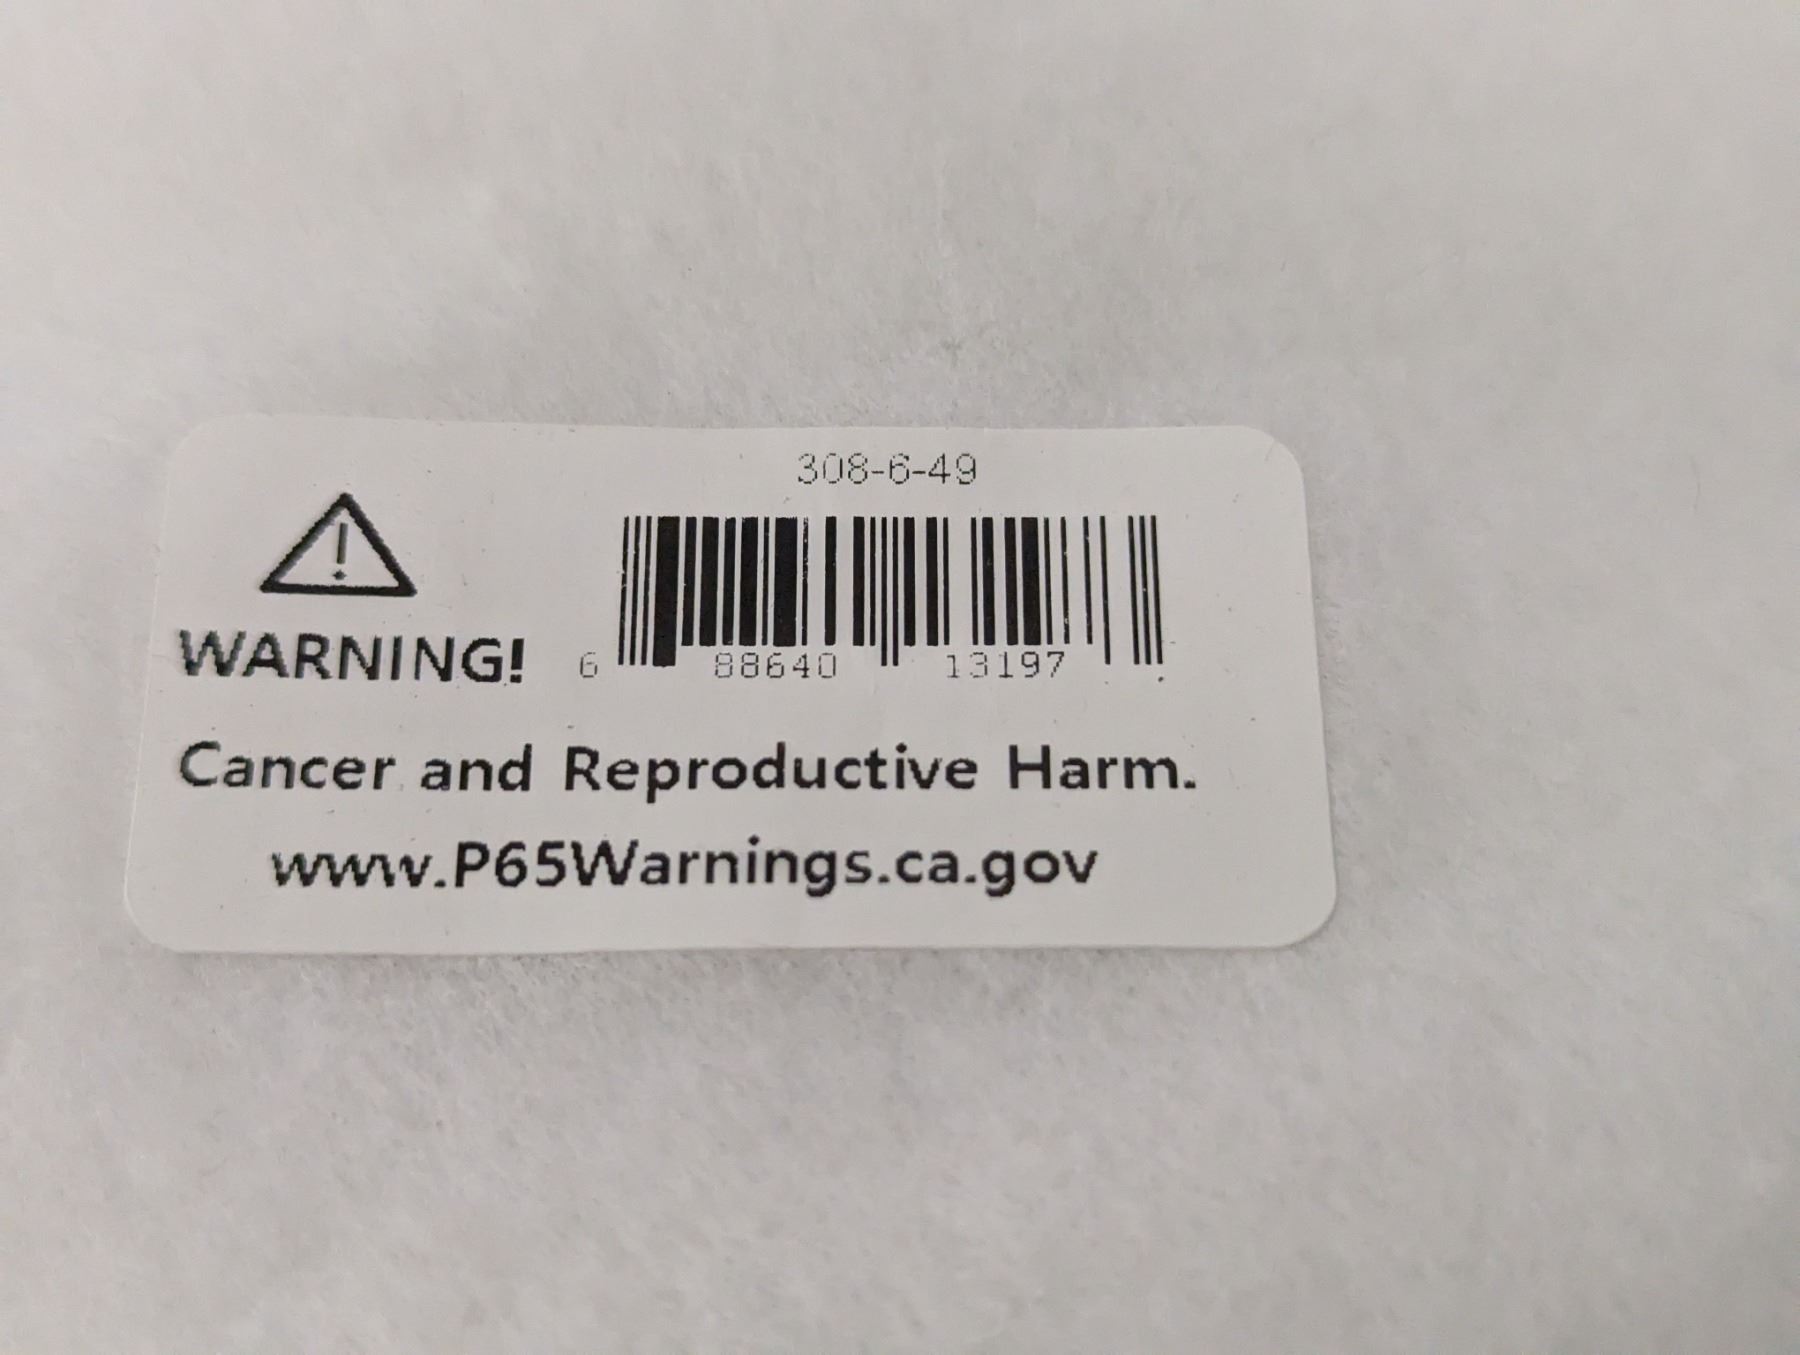 308-6-49
WARNING!
6 88640 13197
Cancer and Reproductive Harm.
www.P65Warnings.ca.gov